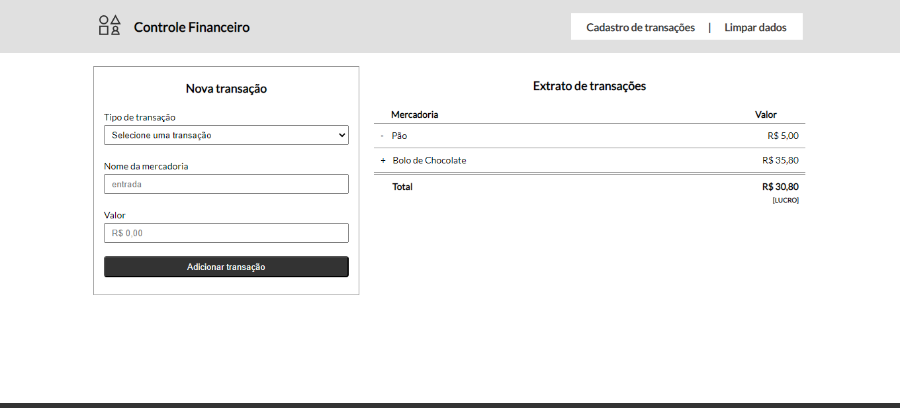 Controle Financeiro
Cadastro de transações | Limpar dados
Nova transação
Tipo de transação
Selecione uma transação
Nome da mercadoria
entrada
Valor
R$ 0,00
Adicionar transação
Extrato de transações
Mercadoria Valor
- Pão R$ 5,00
+ Bolo de Chocolate R$ 35,80
Total R$ 30,80
[LUCRO]